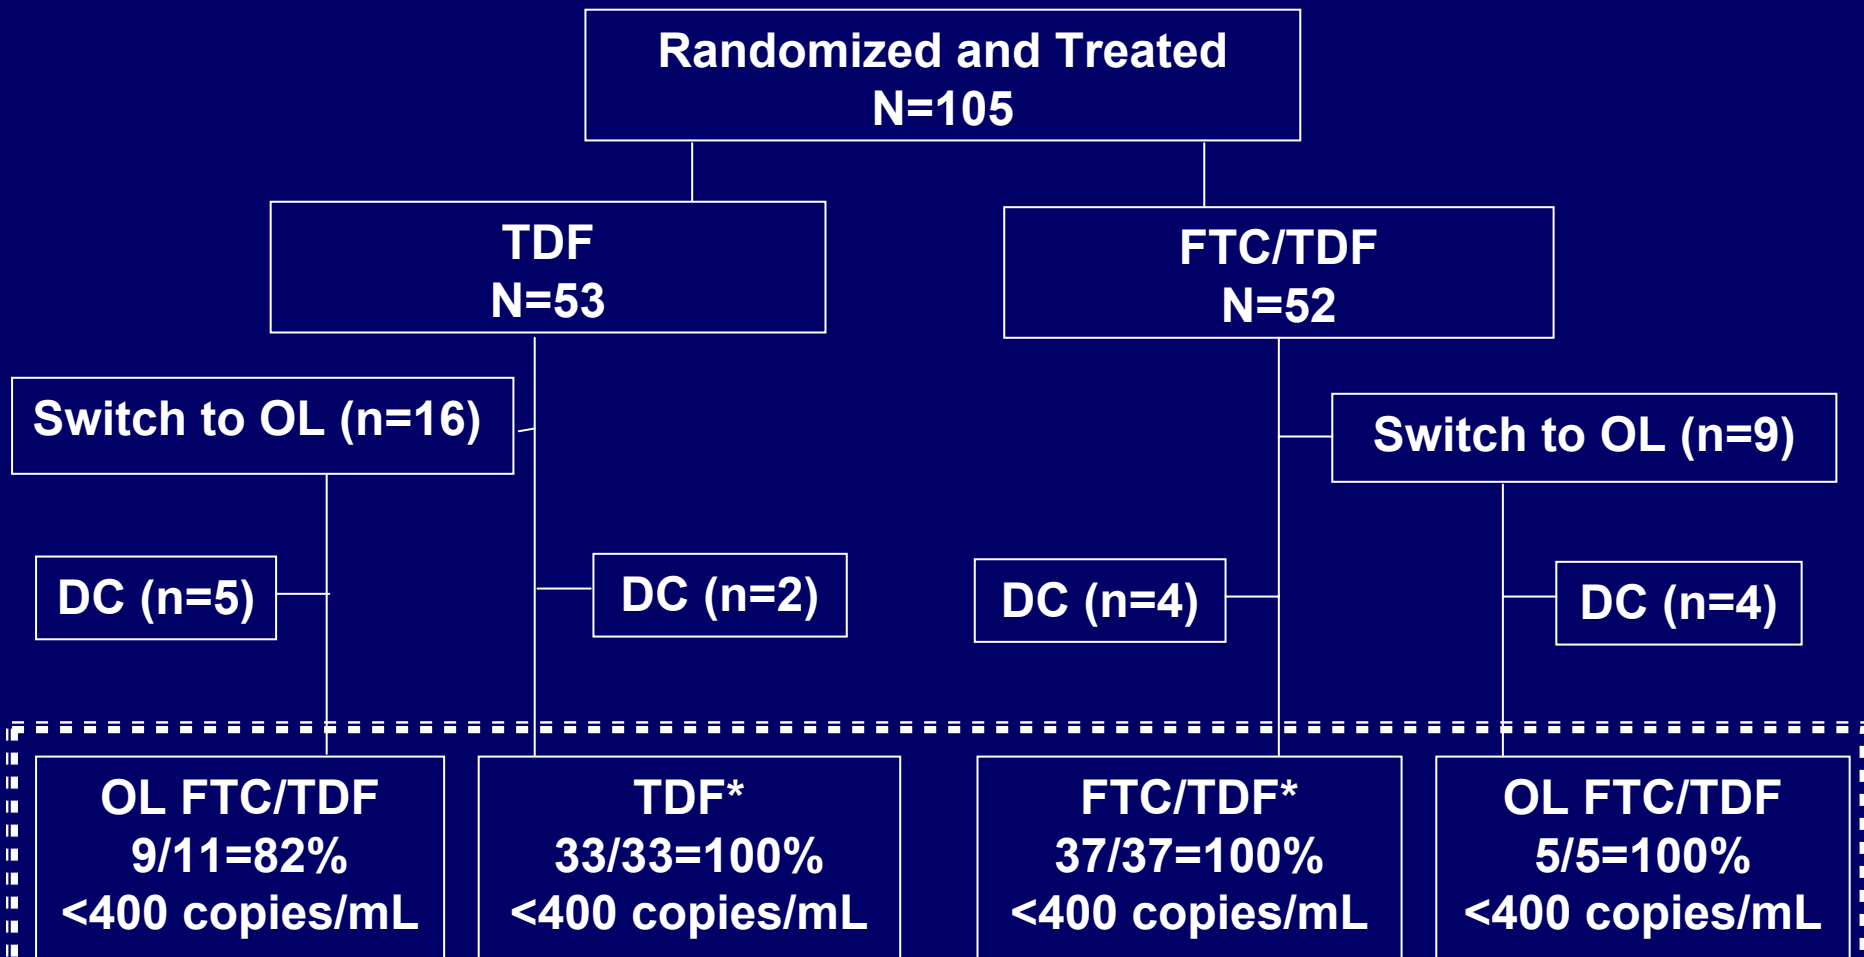 Randomized and Treated
N=105
TDF
N=53
FTC/TDF
N=52
Switch to OL (n=16)
Switch to OL (n=9)
DC (n=5)
DC (n=2)
DC (n=4)
DC (n=4)
OL FTC/TDF
9/11=82%
<400 copies/mL
TDF*
33/33=100%
<400 copies/mL
FTC/TDF*
37/37=100%
<400 copies/mL
OL FTC/TDF
5/5=100%
<400 copies/mL